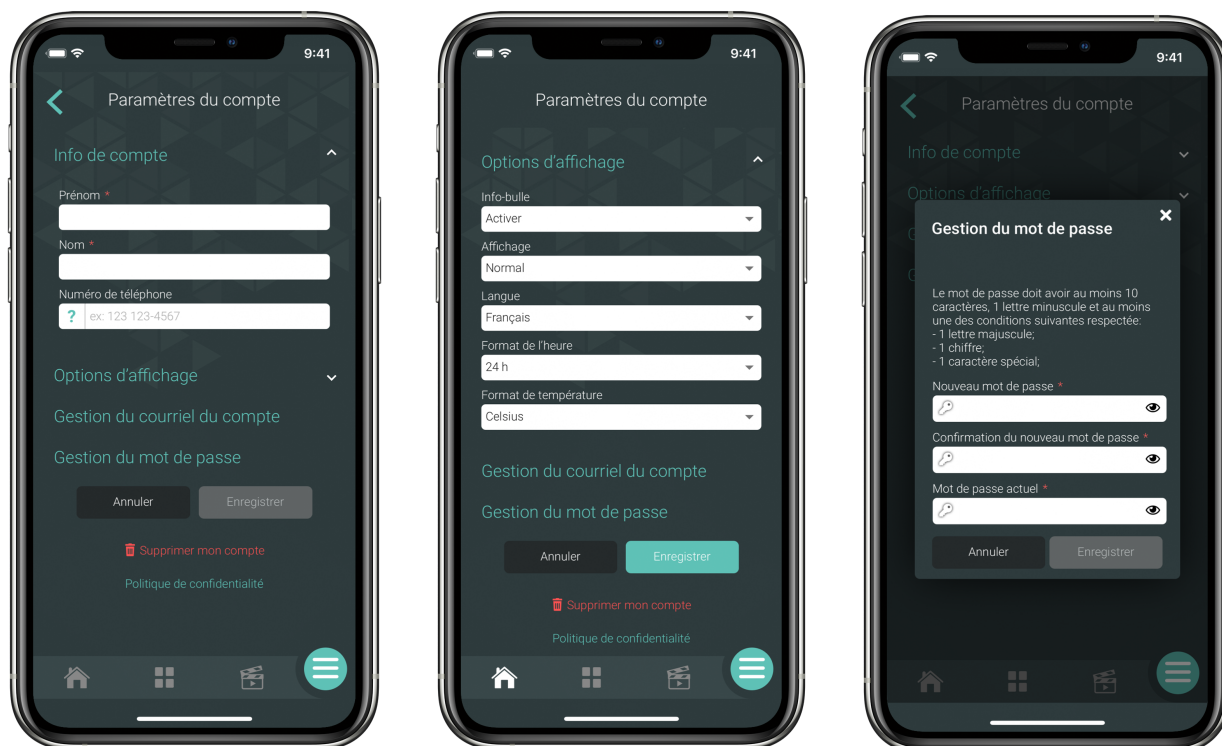 9:41
Paramètres du compte
Info de compte
Prénom *
Nom *
Numéro de téléphone
? ex: 123 123-4567
Options d'affichage
Gestion du courriel du compte
Gestion du mot de passe
Annuler Enregistrer
Supprimer mon compte
Politique de confidentialité
9:41
Paramètres du compte
Options d'affichage
Info-bulle
Activer
Affichage
Normal
Langue
Français
Format de l'heure
24 h
Format de température
Celsius
Gestion du courriel du compte
Gestion du mot de passe
Annuler Enregistrer
Supprimer mon compte
Politique de confidentialité
9:41
Paramètres du compte
Info de compte
Options d'affichage
G
G
Gestion du mot de passe
Le mot de passe doit avoir au moins 10
caractères, 1 lettre minuscule et au moins
une des conditions suivantes respectée:
- 1 lettre majuscule;
- 1 chiffre;
- 1 caractère spécial;
Nouveau mot de passe *
Confirmation du nouveau mot de passe *
Mot de passe actuel *
Annuler Enregistrer